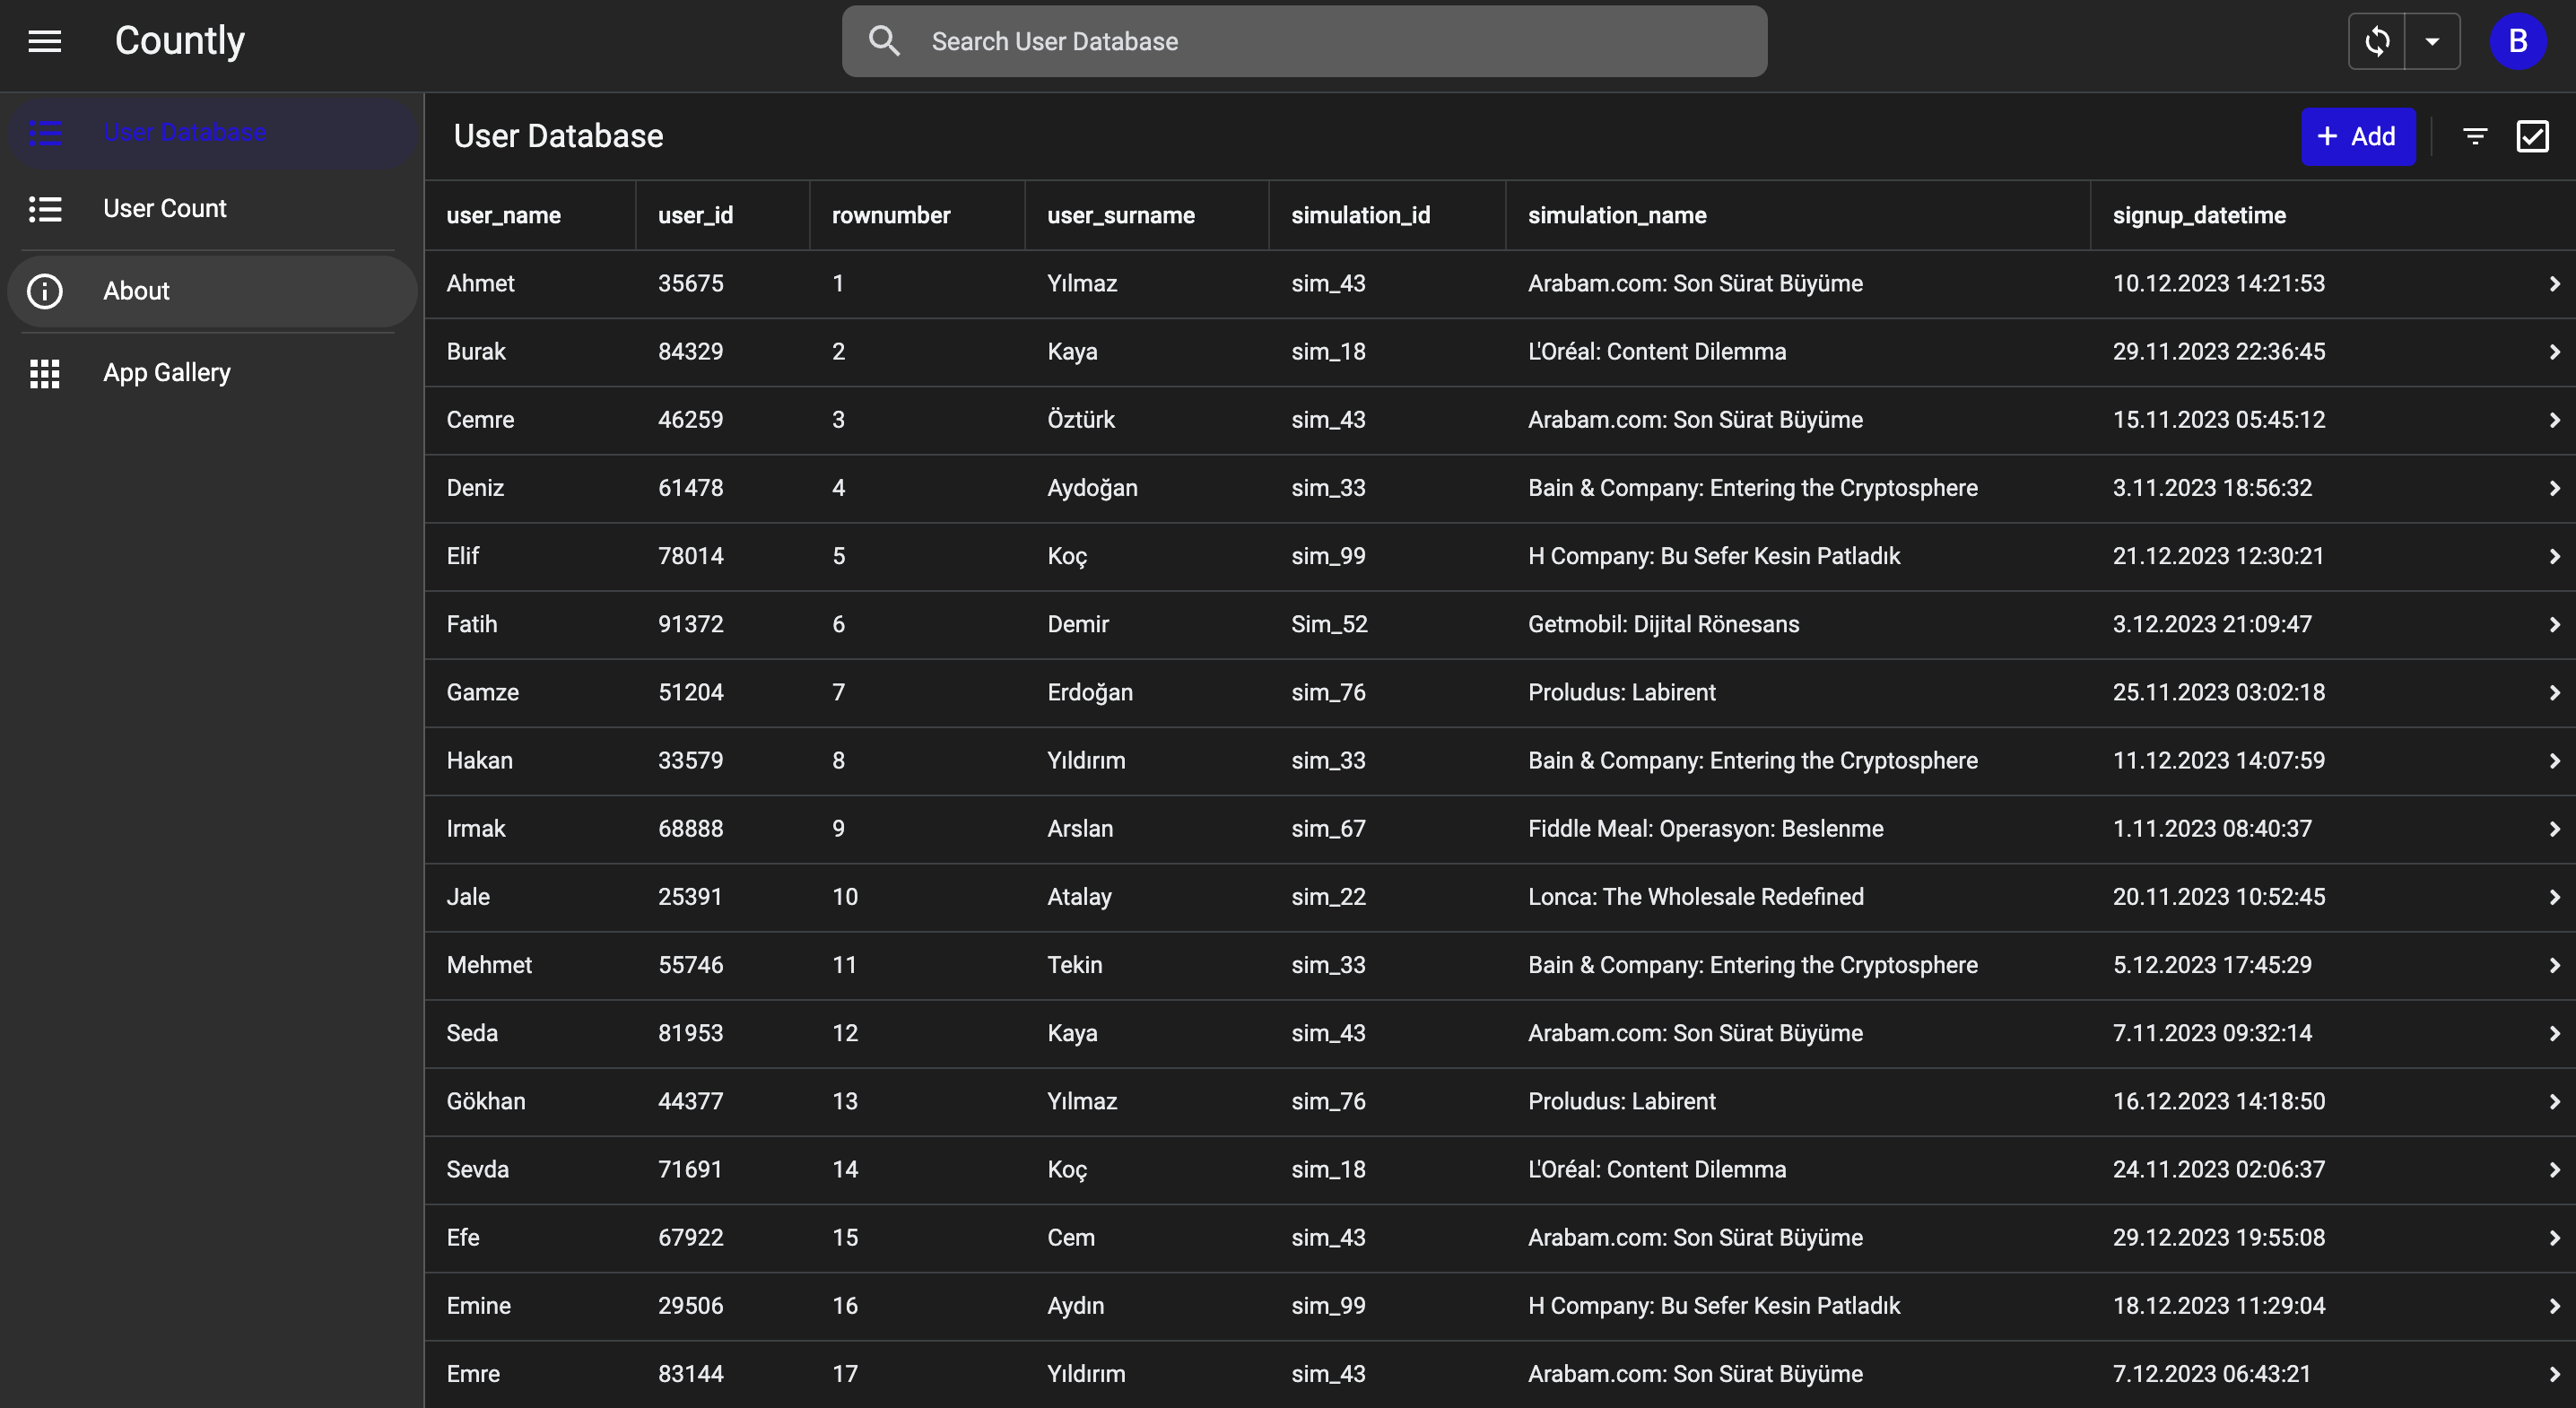 Countly
Search User Database
B
User Database
User Count
About
App Gallery
User Database
+ Add
user_name user_id rownumber user_surname simulation_id simulation_name signup_datetime
Ahmet 35675 1 Yılmaz sim_43 Arabam.com: Son Sürat Büyüme 10.12.2023 14:21:53
Burak 84329 2 Kaya sim_18 L'Oréal: Content Dilemma 29.11.2023 22:36:45
Cemre 46259 3 Öztürk sim_43 Arabam.com: Son Sürat Büyüme 15.11.2023 05:45:12
Deniz 61478 4 Aydoğan sim_33 Bain & Company: Entering the Cryptosphere 3.11.2023 18:56:32
Elif 78014 5 Koç sim_99 H Company: Bu Sefer Kesin Patladık 21.12.2023 12:30:21
Fatih 91372 6 Demir Sim_52 Getmobil: Dijital Rönesans 3.12.2023 21:09:47
Gamze 51204 7 Erdoğan sim_76 Proludus: Labirent 25.11.2023 03:02:18
Hakan 33579 8 Yıldırım sim_33 Bain & Company: Entering the Cryptosphere 11.12.2023 14:07:59
Irmak 68888 9 Arslan sim_67 Fiddle Meal: Operasyon: Beslenme 1.11.2023 08:40:37
Jale 25391 10 Atalay sim_22 Lonca: The Wholesale Redefined 20.11.2023 10:52:45
Mehmet 55746 11 Tekin sim_33 Bain & Company: Entering the Cryptosphere 5.12.2023 17:45:29
Seda 81953 12 Kaya sim_43 Arabam.com: Son Sürat Büyüme 7.11.2023 09:32:14
Gökhan 44377 13 Yılmaz sim_76 Proludus: Labirent 16.12.2023 14:18:50
Sevda 71691 14 Koç sim_18 L'Oréal: Content Dilemma 24.11.2023 02:06:37
Efe 67922 15 Cem sim_43 Arabam.com: Son Sürat Büyüme 29.12.2023 19:55:08
Emine 29506 16 Aydın sim_99 H Company: Bu Sefer Kesin Patladık 18.12.2023 11:29:04
Emre 83144 17 Yıldırım sim_43 Arabam.com: Son Sürat Büyüme 7.12.2023 06:43:21